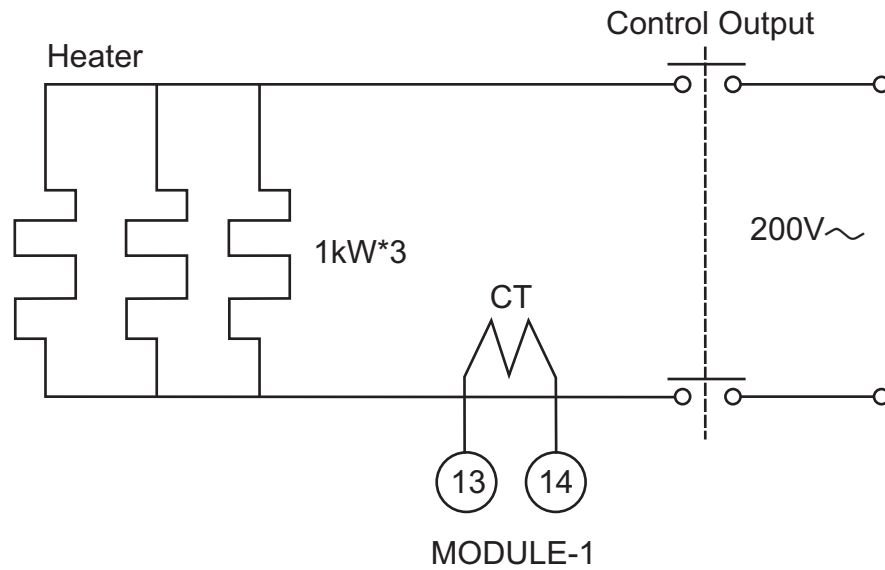 Control Output
Heater
1kW*3
200V～
CT
13
14
MODULE-1